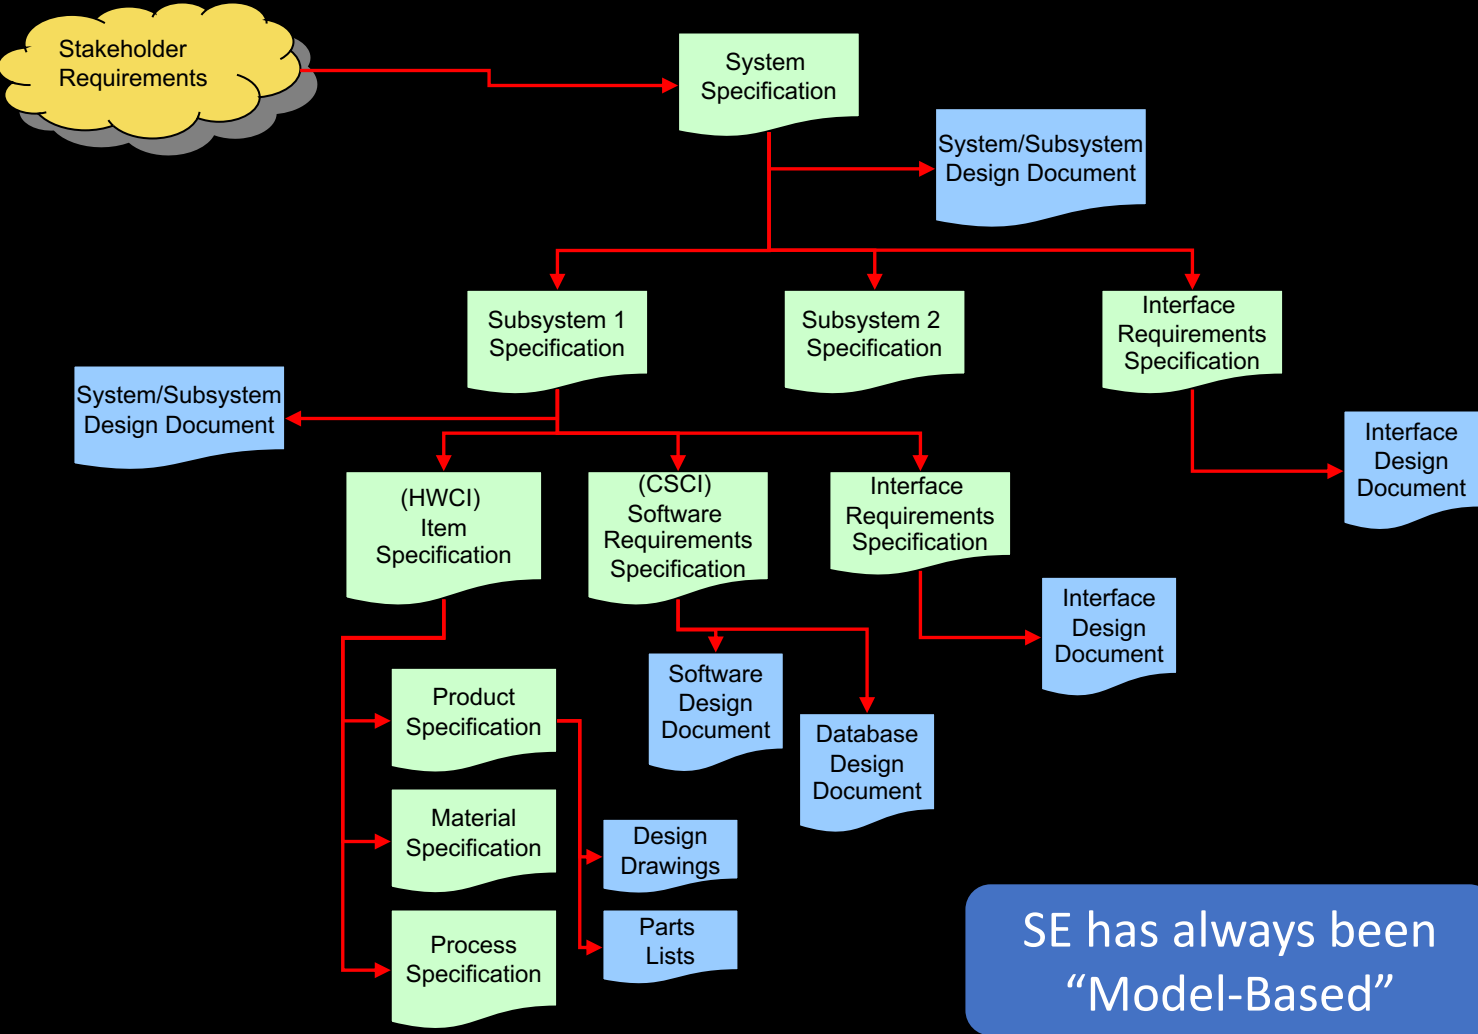 Stakeholder
Requirements
System
Specification
System/Subsystem
Design Document
Subsystem 1
Specification
Subsystem 2
Specification
Interface
Requirements
Specification
System/Subsystem
Design Document
Interface
Design
Document
(HWCI)
Item
Specification
(CSCI)
Software
Requirements
Specification
Interface
Requirements
Specification
Interface
Design
Document
Product
Specification
Software
Design
Document
Database
Design
Document
Material
Specification
Design
Drawings
Process
Specification
Parts
Lists
SE has always been
“Model-Based”